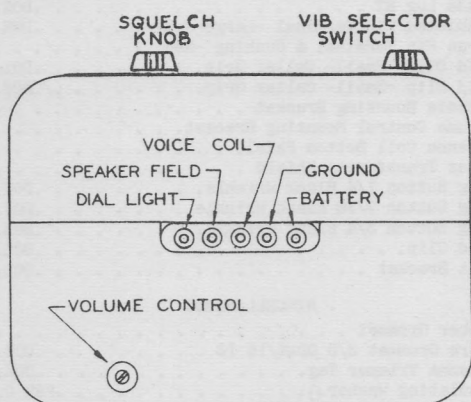 SQUELCH
KNOB
VIB SELECTOR
SWITCH
VOICE COIL
SPEAKER FIELD
GROUND
DIAL LIGHT
BATTERY
VOLUME CONTROL